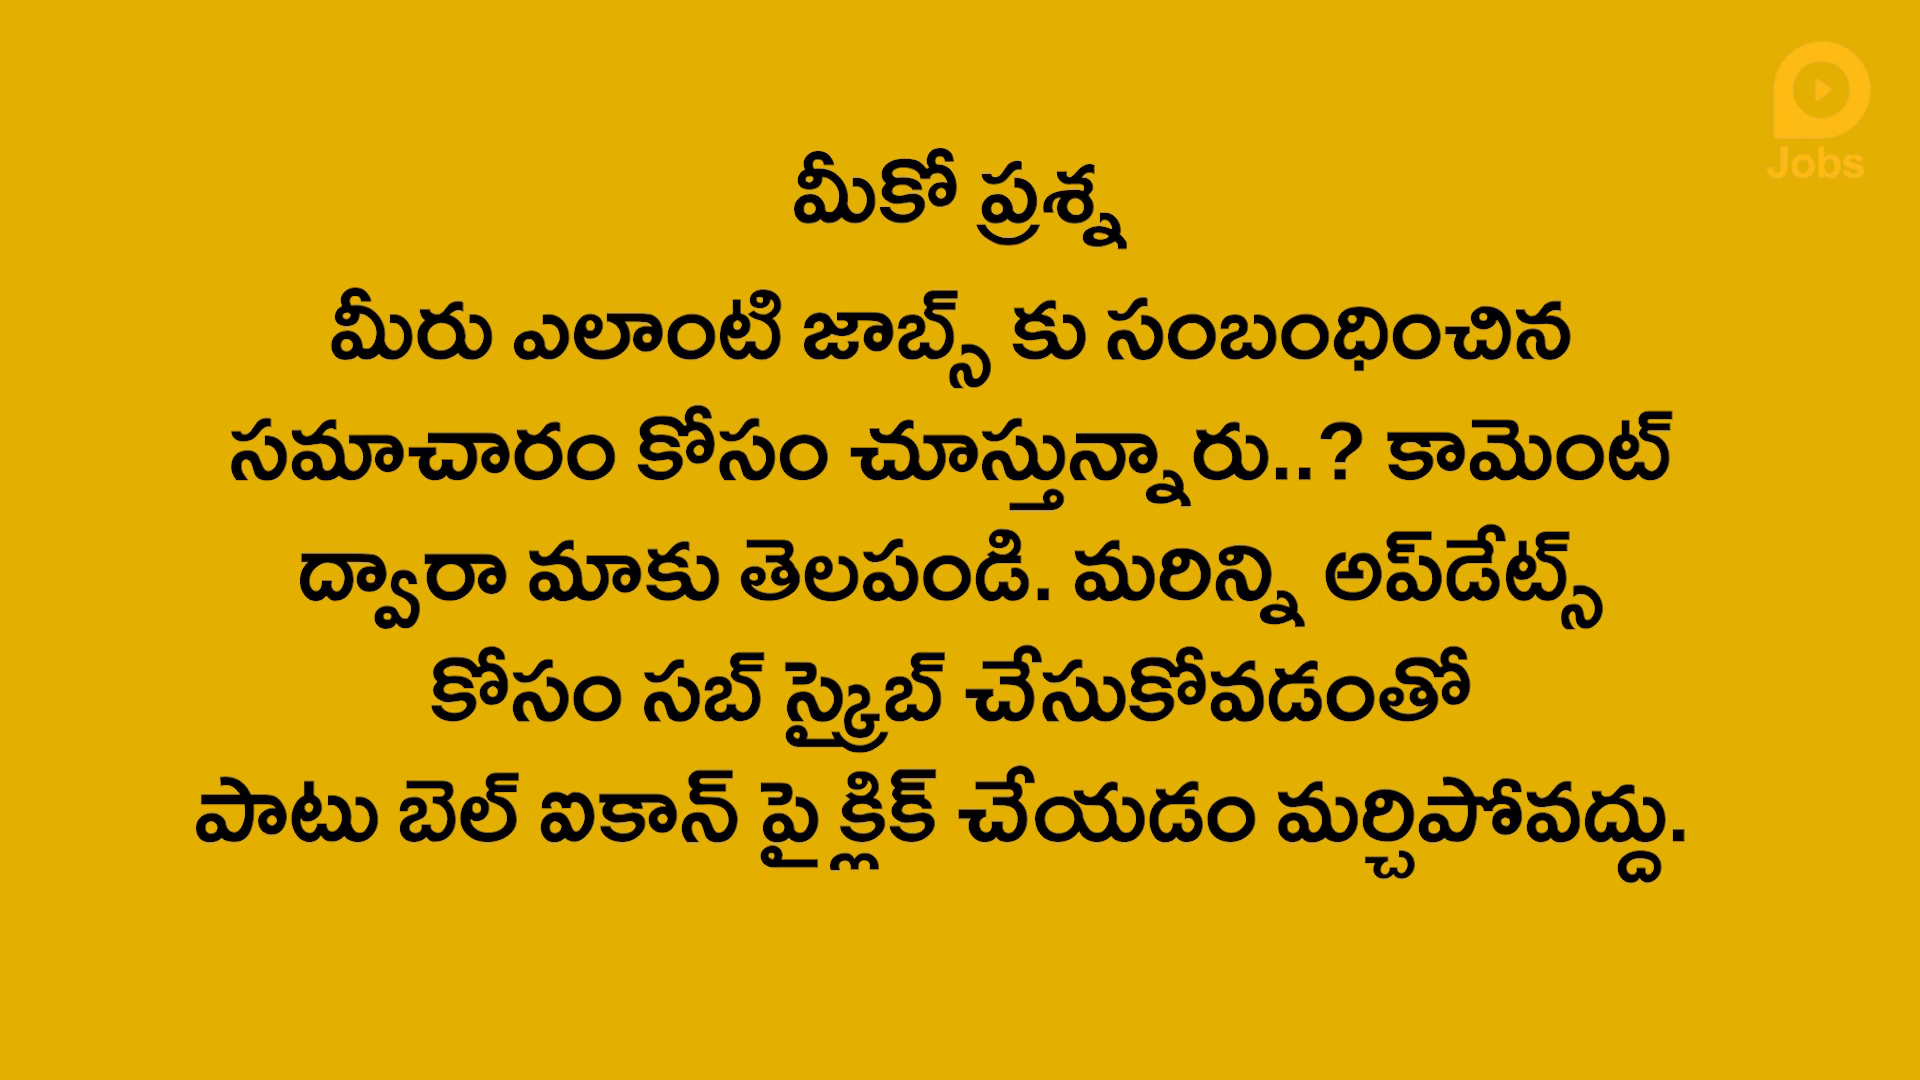 Jobs
మీకో ప్రశ్న
మీరు ఎలాంటి జాబ్స్ కు సంబంధించిన
సమాచారం కోసం చూస్తున్నారు..? కామెంట్
ద్వారా మాకు తెలపండి. మరిన్ని అప్‌డేట్స్
కోసం సబ్ స్క్రైబ్ చేసుకోవడంతో
పాటు బెల్ ఐకాన్ పై క్లిక్ చేయడం మర్చిపోవద్దు.